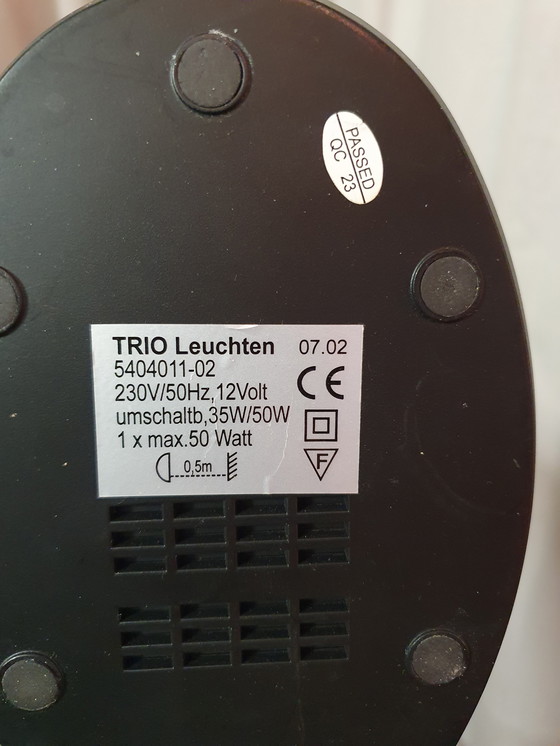 PASSED
QC 23
TRIO Leuchten 07.02
5404011-02
230V/50Hz,12Volt
umschaltb,35W/50W
1 x max.50 Watt
0,5m
CE
F